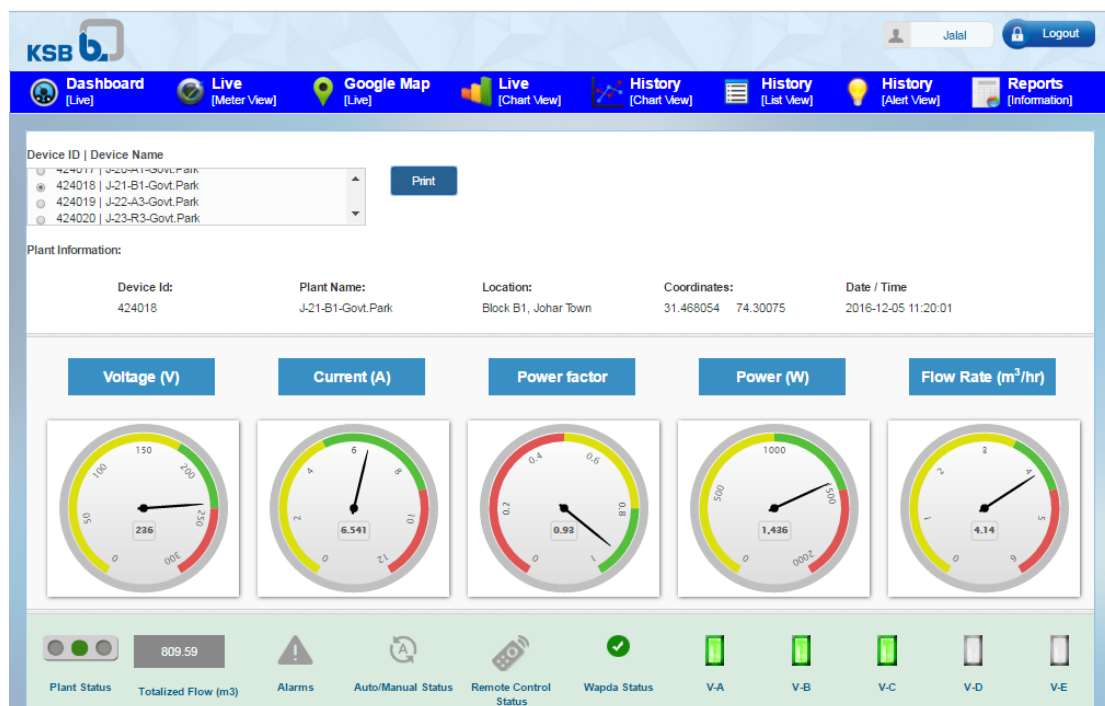 KSB b.
Jalal
Logout
Dashboard
[Live]
Live
[Meter View]
Google Map
[Live]
Live
[Chart View]
History
[Chart View]
History
[List View]
History
[Alert View]
Reports
[Information]
Device ID | Device Name
424017 | J-20-A1-Govt.Park
424018 | J-21-B1-Govt.Park
424019 | J-22-A3-Govt.Park
424020 | J-23-R3-Govt.Park
Print
Plant Information:
Device Id:
Plant Name:
Location:
Coordinates:
Date / Time
424018
J-21-B1-Govt.Park
Block B1, Johar Town
31.468054 74.30075
2016-12-05 11:20:01
Voltage (V)
Current (A)
Power factor
Power (W)
Flow Rate (m³/hr)
0 50 100 150 200 250 300
236
0 2 4 6 8 10 12
6.541
0 0.2 0.4 0.6 0.8 1
0.93
0 500 1000 1500 2000
1,436
0 1 2 3 4 5 6
4.14
A
809.59
Plant Status
Totalized Flow (m3)
Alarms
Auto/Manual Status
Remote Control
Status
Wapda Status
V-A
V-B
V-C
V-D
V-E